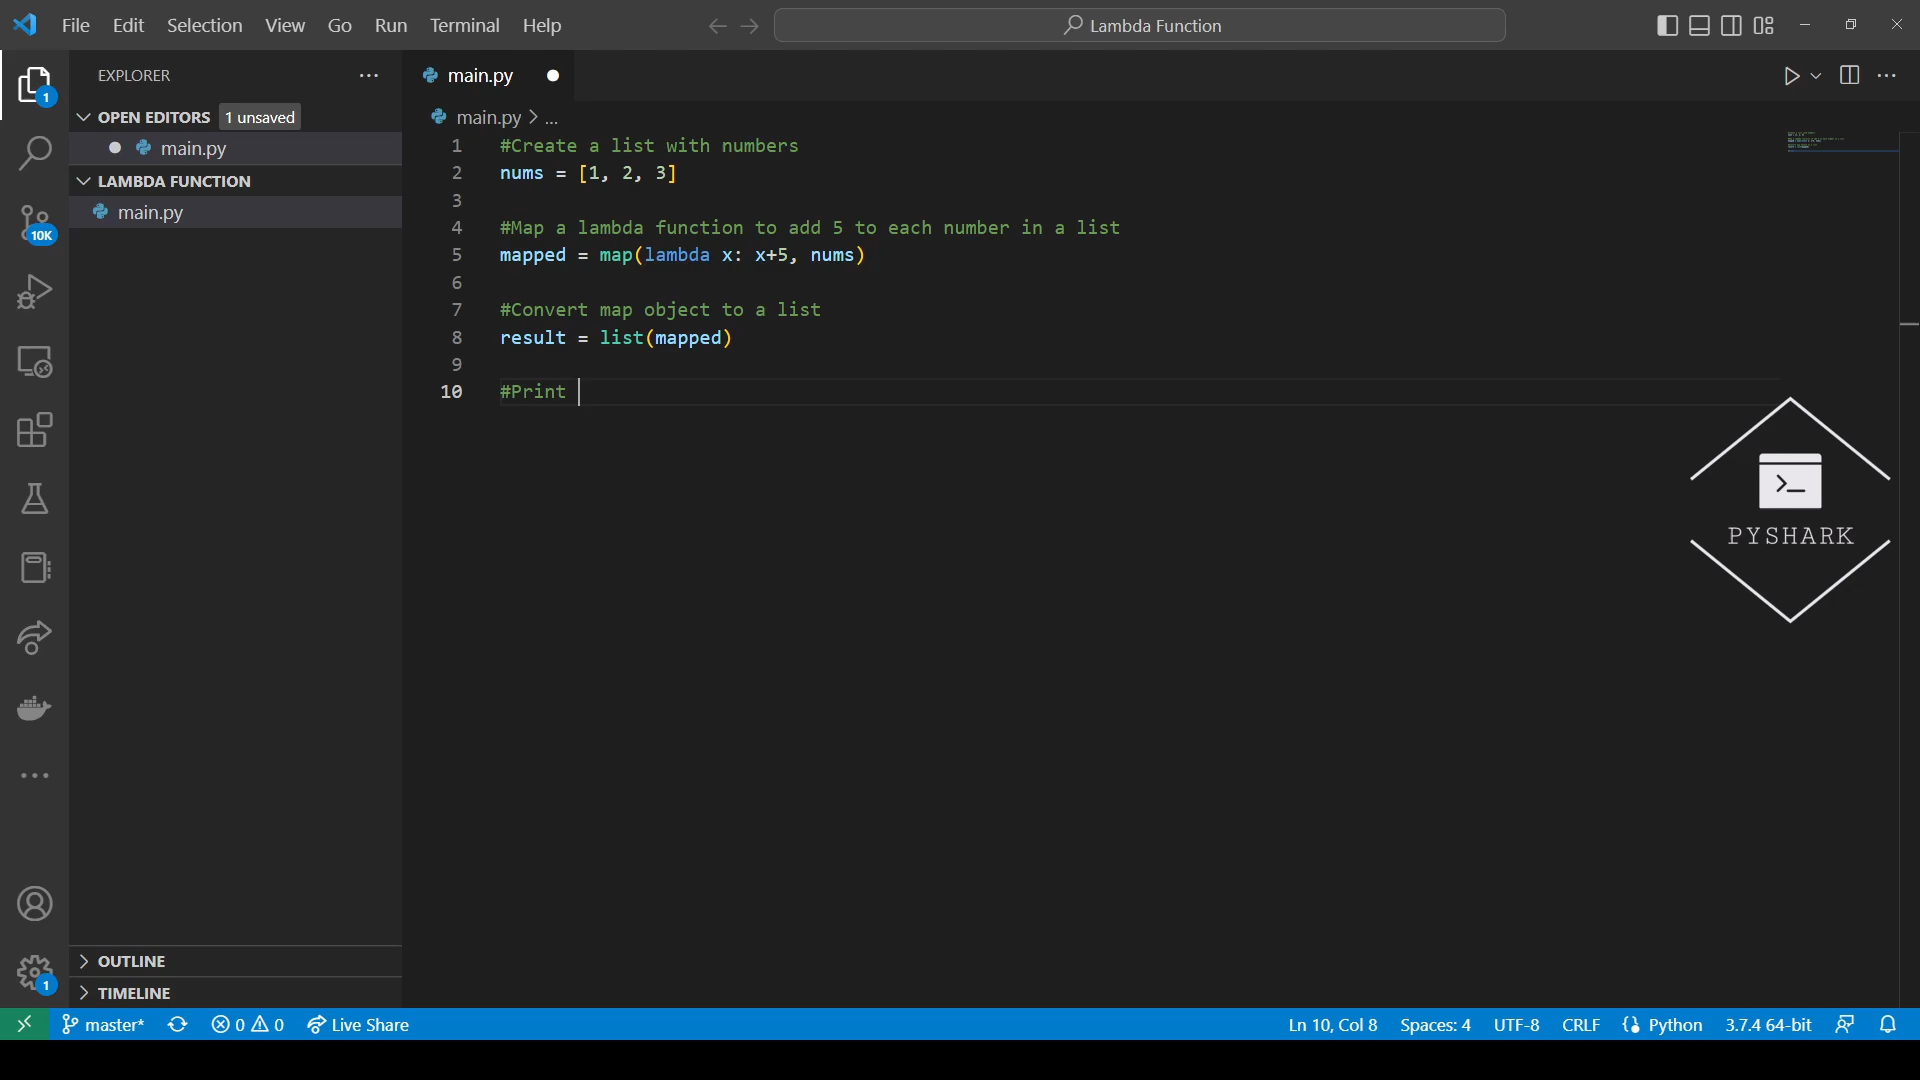 File Edit Selection View Go Run Terminal Help
Lambda Function
EXPLORER
main.py
1
OPEN EDITORS 1 unsaved
main.py > ...
main.py
1 #Create a list with numbers
2 nums = [1, 2, 3]
LAMBDA FUNCTION
3
main.py
10K
4 #Map a lambda function to add 5 to each number in a list
5 mapped = map(lambda x: x+5, nums)
6
7 #Convert map object to a list
8 result = list(mapped)
9
10 #Print
>_
PYSHARK
OUTLINE
1
TIMELINE
master* 0 0 Live Share Ln 10, Col 8 Spaces: 4 UTF-8 CRLF Python 3.7.4 64-bit